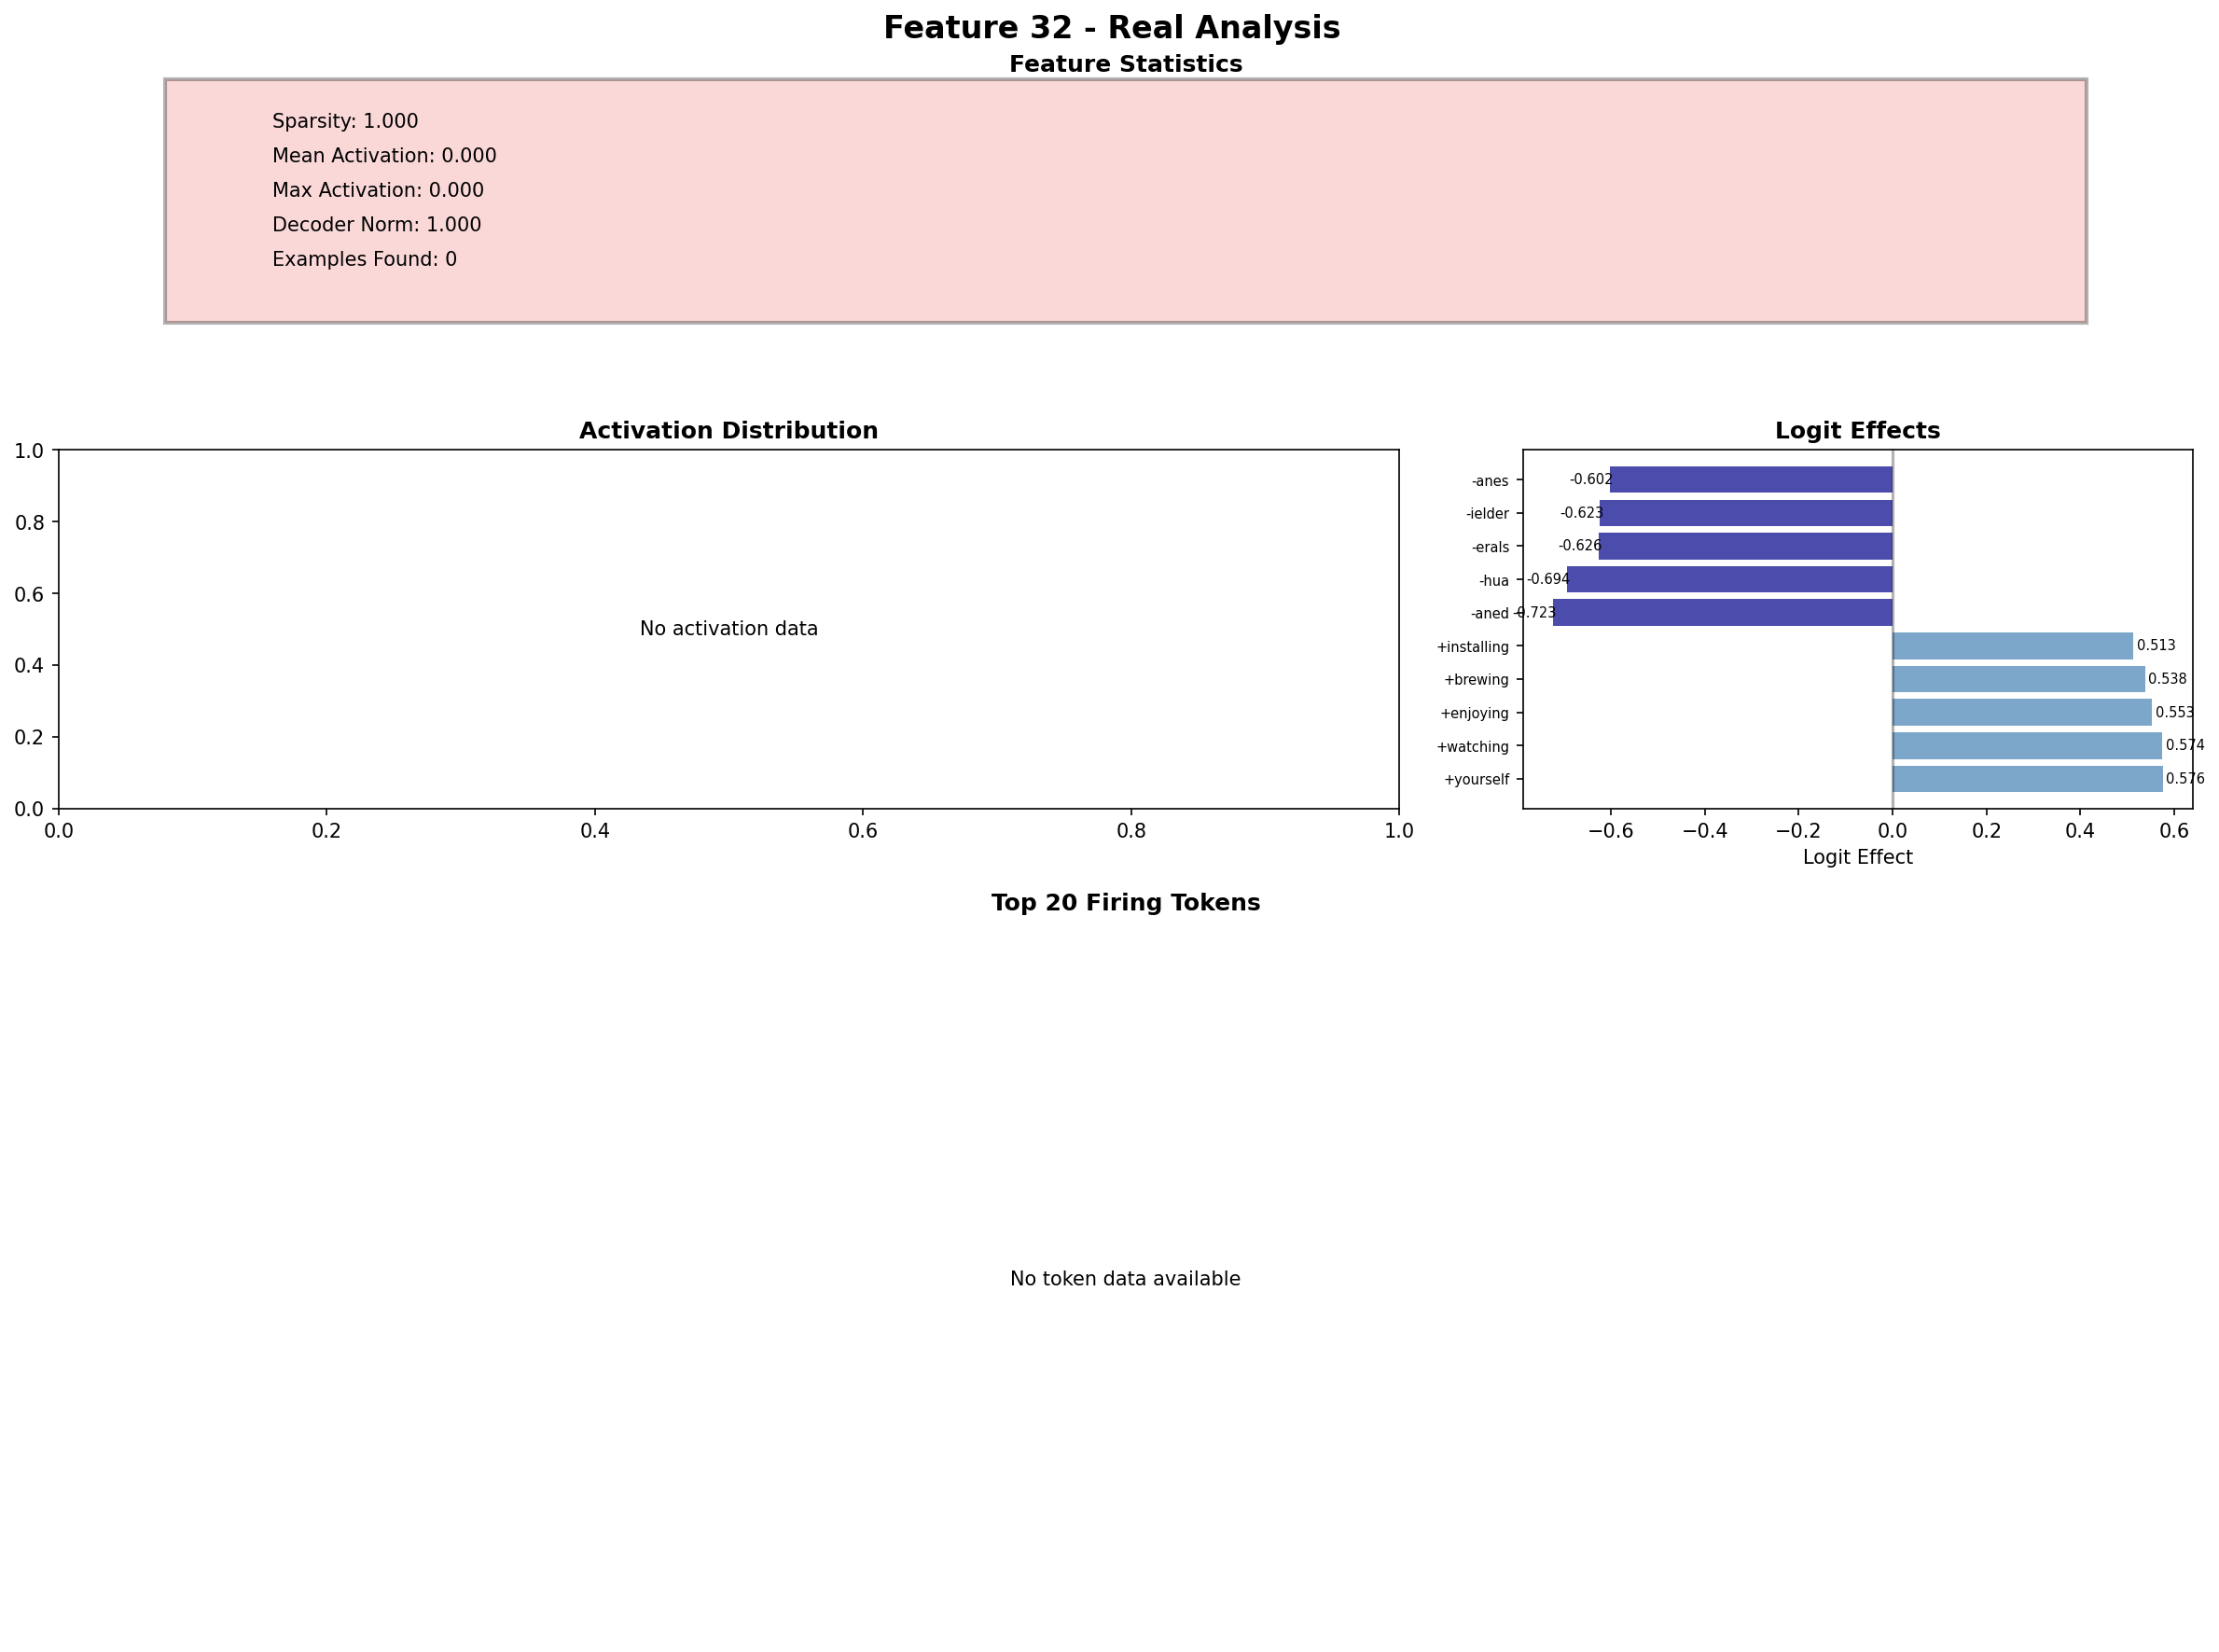 Feature 32 - Real Analysis
Feature Statistics
Sparsity: 1.000
Mean Activation: 0.000
Max Activation: 0.000
Decoder Norm: 1.000
Examples Found: 0
Activation Distribution
1.0
0.8
0.6
0.4
0.2
0.0
No activation data
0.0 0.2 0.4 0.6 0.8 1.0
Logit Effects
-anes -0.602
-ielder -0.623
-erals -0.626
-hua -0.694
-aned -0.723
+installing 0.513
+brewing 0.538
+enjoying 0.553
+watching 0.574
+yourself 0.576
−0.6 −0.4 −0.2 0.0 0.2 0.4 0.6
Logit Effect
Top 20 Firing Tokens
No token data available